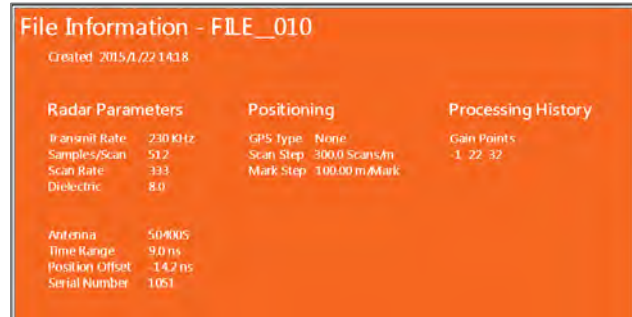 File Information - FILE__010
Created 2015/1/22 14:18
Radar Parameters
Transmit Rate 230 KHz
Samples/Scan 512
Scan Rate 333
Dielectric 8.0
Antenna 50400S
Time Range 9.0 ns
Position Offset -14.2 ns
Serial Number 1051
Positioning
GPS Type None
Scan Step 300.0 Scans/m
Mark Step 100.00 m/Mark
Processing History
Gain Points
-1 22 32